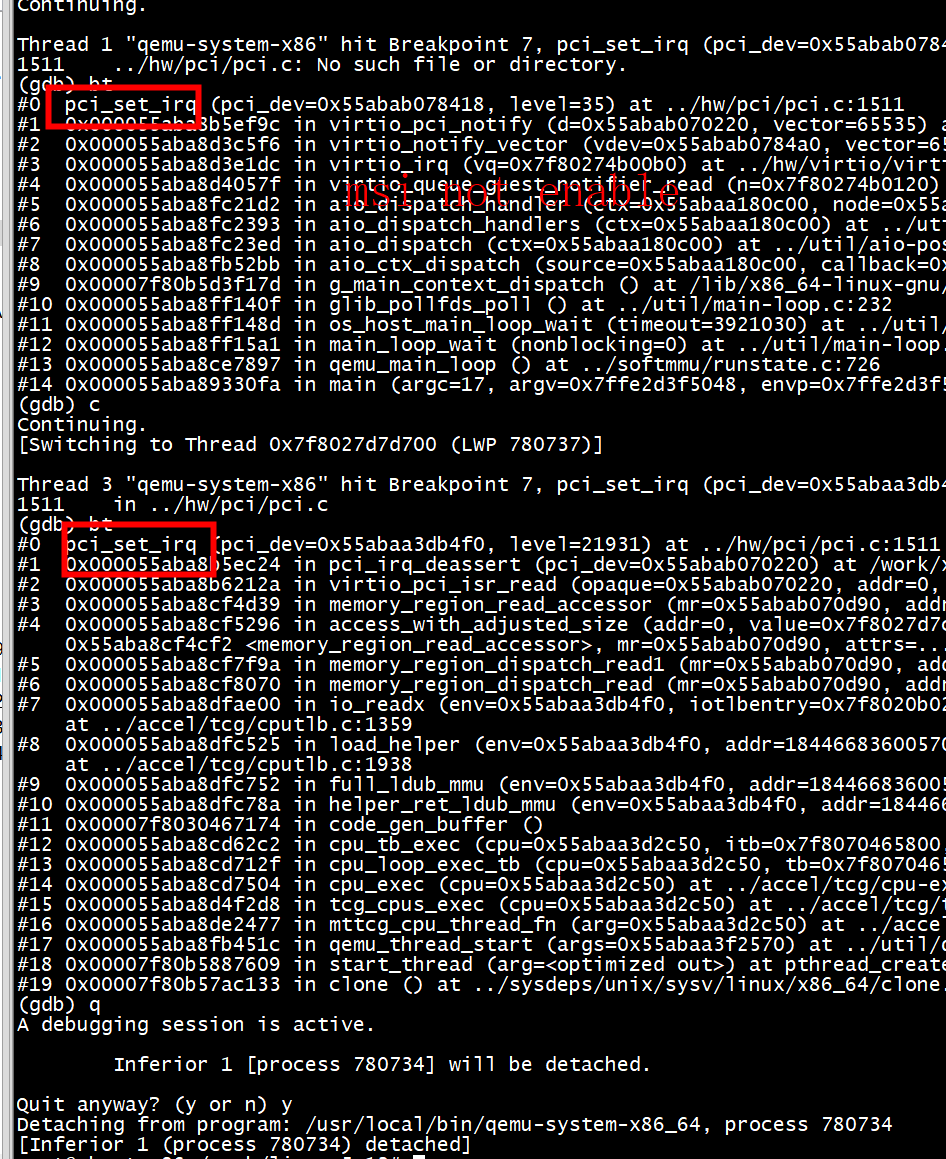 Continuing.
Thread 1 "qemu-system-x86" hit Breakpoint 7, pci_set_irq (pci_dev=0x55abab0784
1511    ../hw/pci/pci.c: No such file or directory.
(gdb) bt
#0  pci_set_irq (pci_dev=0x55abab078418, level=35) at ../hw/pci/pci.c:1511
#1  0x000055aba8b5ef9c in virtio_pci_notify (d=0x55abab070220, vector=65535) a
#2  0x000055aba8d3c5f6 in virtio_notify_vector (vdev=0x55abab0784a0, vector=65
#3  0x000055aba8d3e1dc in virtio_irq (vq=0x7f80274b00b0) at ../hw/virtio/virti
#4  0x000055aba8d4057f in virtio_queue_guest_notifier_read (n=0x7f80274b0120)
msi not enable
#5  0x000055aba8fc21d2 in aio_dispatch_handler (ctx=0x55abaa180c00, node=0x55a
#6  0x000055aba8fc2393 in aio_dispatch_handlers (ctx=0x55abaa180c00) at ../ut
#7  0x000055aba8fc23ed in aio_dispatch (ctx=0x55abaa180c00) at ../util/aio-pos
#8  0x000055aba8fb52bb in aio_ctx_dispatch (source=0x55abaa180c00, callback=0x
#9  0x00007f80b5d3f17d in g_main_context_dispatch () at /lib/x86_64-linux-gnu/
#10 0x000055aba8ff140f in glib_pollfds_poll () at ../util/main-loop.c:232
#11 0x000055aba8ff148d in os_host_main_loop_wait (timeout=3921030) at ../util/
#12 0x000055aba8ff15a1 in main_loop_wait (nonblocking=0) at ../util/main-loop.
#13 0x000055aba8ce7897 in qemu_main_loop () at ../softmmu/runstate.c:726
#14 0x000055aba89330fa in main (argc=17, argv=0x7ffe2d3f5048, envp=0x7ffe2d3f5
(gdb) c
Continuing.
[Switching to Thread 0x7f8027d7d700 (LWP 780737)]
Thread 3 "qemu-system-x86" hit Breakpoint 7, pci_set_irq (pci_dev=0x55abaa3db4
1511    in ../hw/pci/pci.c
(gdb) bt
#0  pci_set_irq (pci_dev=0x55abaa3db4f0, level=21931) at ../hw/pci/pci.c:1511
#1  0x000055aba8b5ec24 in pci_irq_deassert (pci_dev=0x55abab070220) at /work/x
#2  0x000055aba8b6212a in virtio_pci_isr_read (opaque=0x55abab070220, addr=0,
#3  0x000055aba8cf4d39 in memory_region_read_accessor (mr=0x55abab070d90, addr
#4  0x000055aba8cf5296 in access_with_adjusted_size (addr=0, value=0x7f8027d7c
    0x55aba8cf4cf2 <memory_region_read_accessor>, mr=0x55abab070d90, attrs=...
#5  0x000055aba8cf7f9a in memory_region_dispatch_read1 (mr=0x55abab070d90, add
#6  0x000055aba8cf8070 in memory_region_dispatch_read (mr=0x55abab070d90, addr
#7  0x000055aba8dfae00 in io_readx (env=0x55abaa3db4f0, iotlbentry=0x7f8020b02
    at ../accel/tcg/cputlb.c:1359
#8  0x000055aba8dfc525 in load_helper (env=0x55abaa3db4f0, addr=18446683600570
    at ../accel/tcg/cputlb.c:1938
#9  0x000055aba8dfc752 in full_ldub_mmu (env=0x55abaa3db4f0, addr=184466836005
#10 0x000055aba8dfc78a in helper_ret_ldub_mmu (env=0x55abaa3db4f0, addr=184466
#11 0x00007f8030467174 in code_gen_buffer ()
#12 0x000055aba8cd62c2 in cpu_tb_exec (cpu=0x55abaa3d2c50, itb=0x7f8070465800,
#13 0x000055aba8cd712f in cpu_loop_exec_tb (cpu=0x55abaa3d2c50, tb=0x7f8070465
#14 0x000055aba8cd7504 in cpu_exec (cpu=0x55abaa3d2c50) at ../accel/tcg/cpu-ex
#15 0x000055aba8d4f2d8 in tcg_cpus_exec (cpu=0x55abaa3d2c50) at ../accel/tcg/t
#16 0x000055aba8de2477 in mttcg_cpu_thread_fn (arg=0x55abaa3d2c50) at ../acce
#17 0x000055aba8fb451c in qemu_thread_start (args=0x55abaa3f2570) at ../util/q
#18 0x00007f80b5887609 in start_thread (arg=<optimized out>) at pthread_create
#19 0x00007f80b57ac133 in clone () at ../sysdeps/unix/sysv/linux/x86_64/clone.
(gdb) q
A debugging session is active.
        Inferior 1 [process 780734] will be detached.
Quit anyway? (y or n) y
Detaching from program: /usr/local/bin/qemu-system-x86_64, process 780734
[Inferior 1 (process 780734) detached]